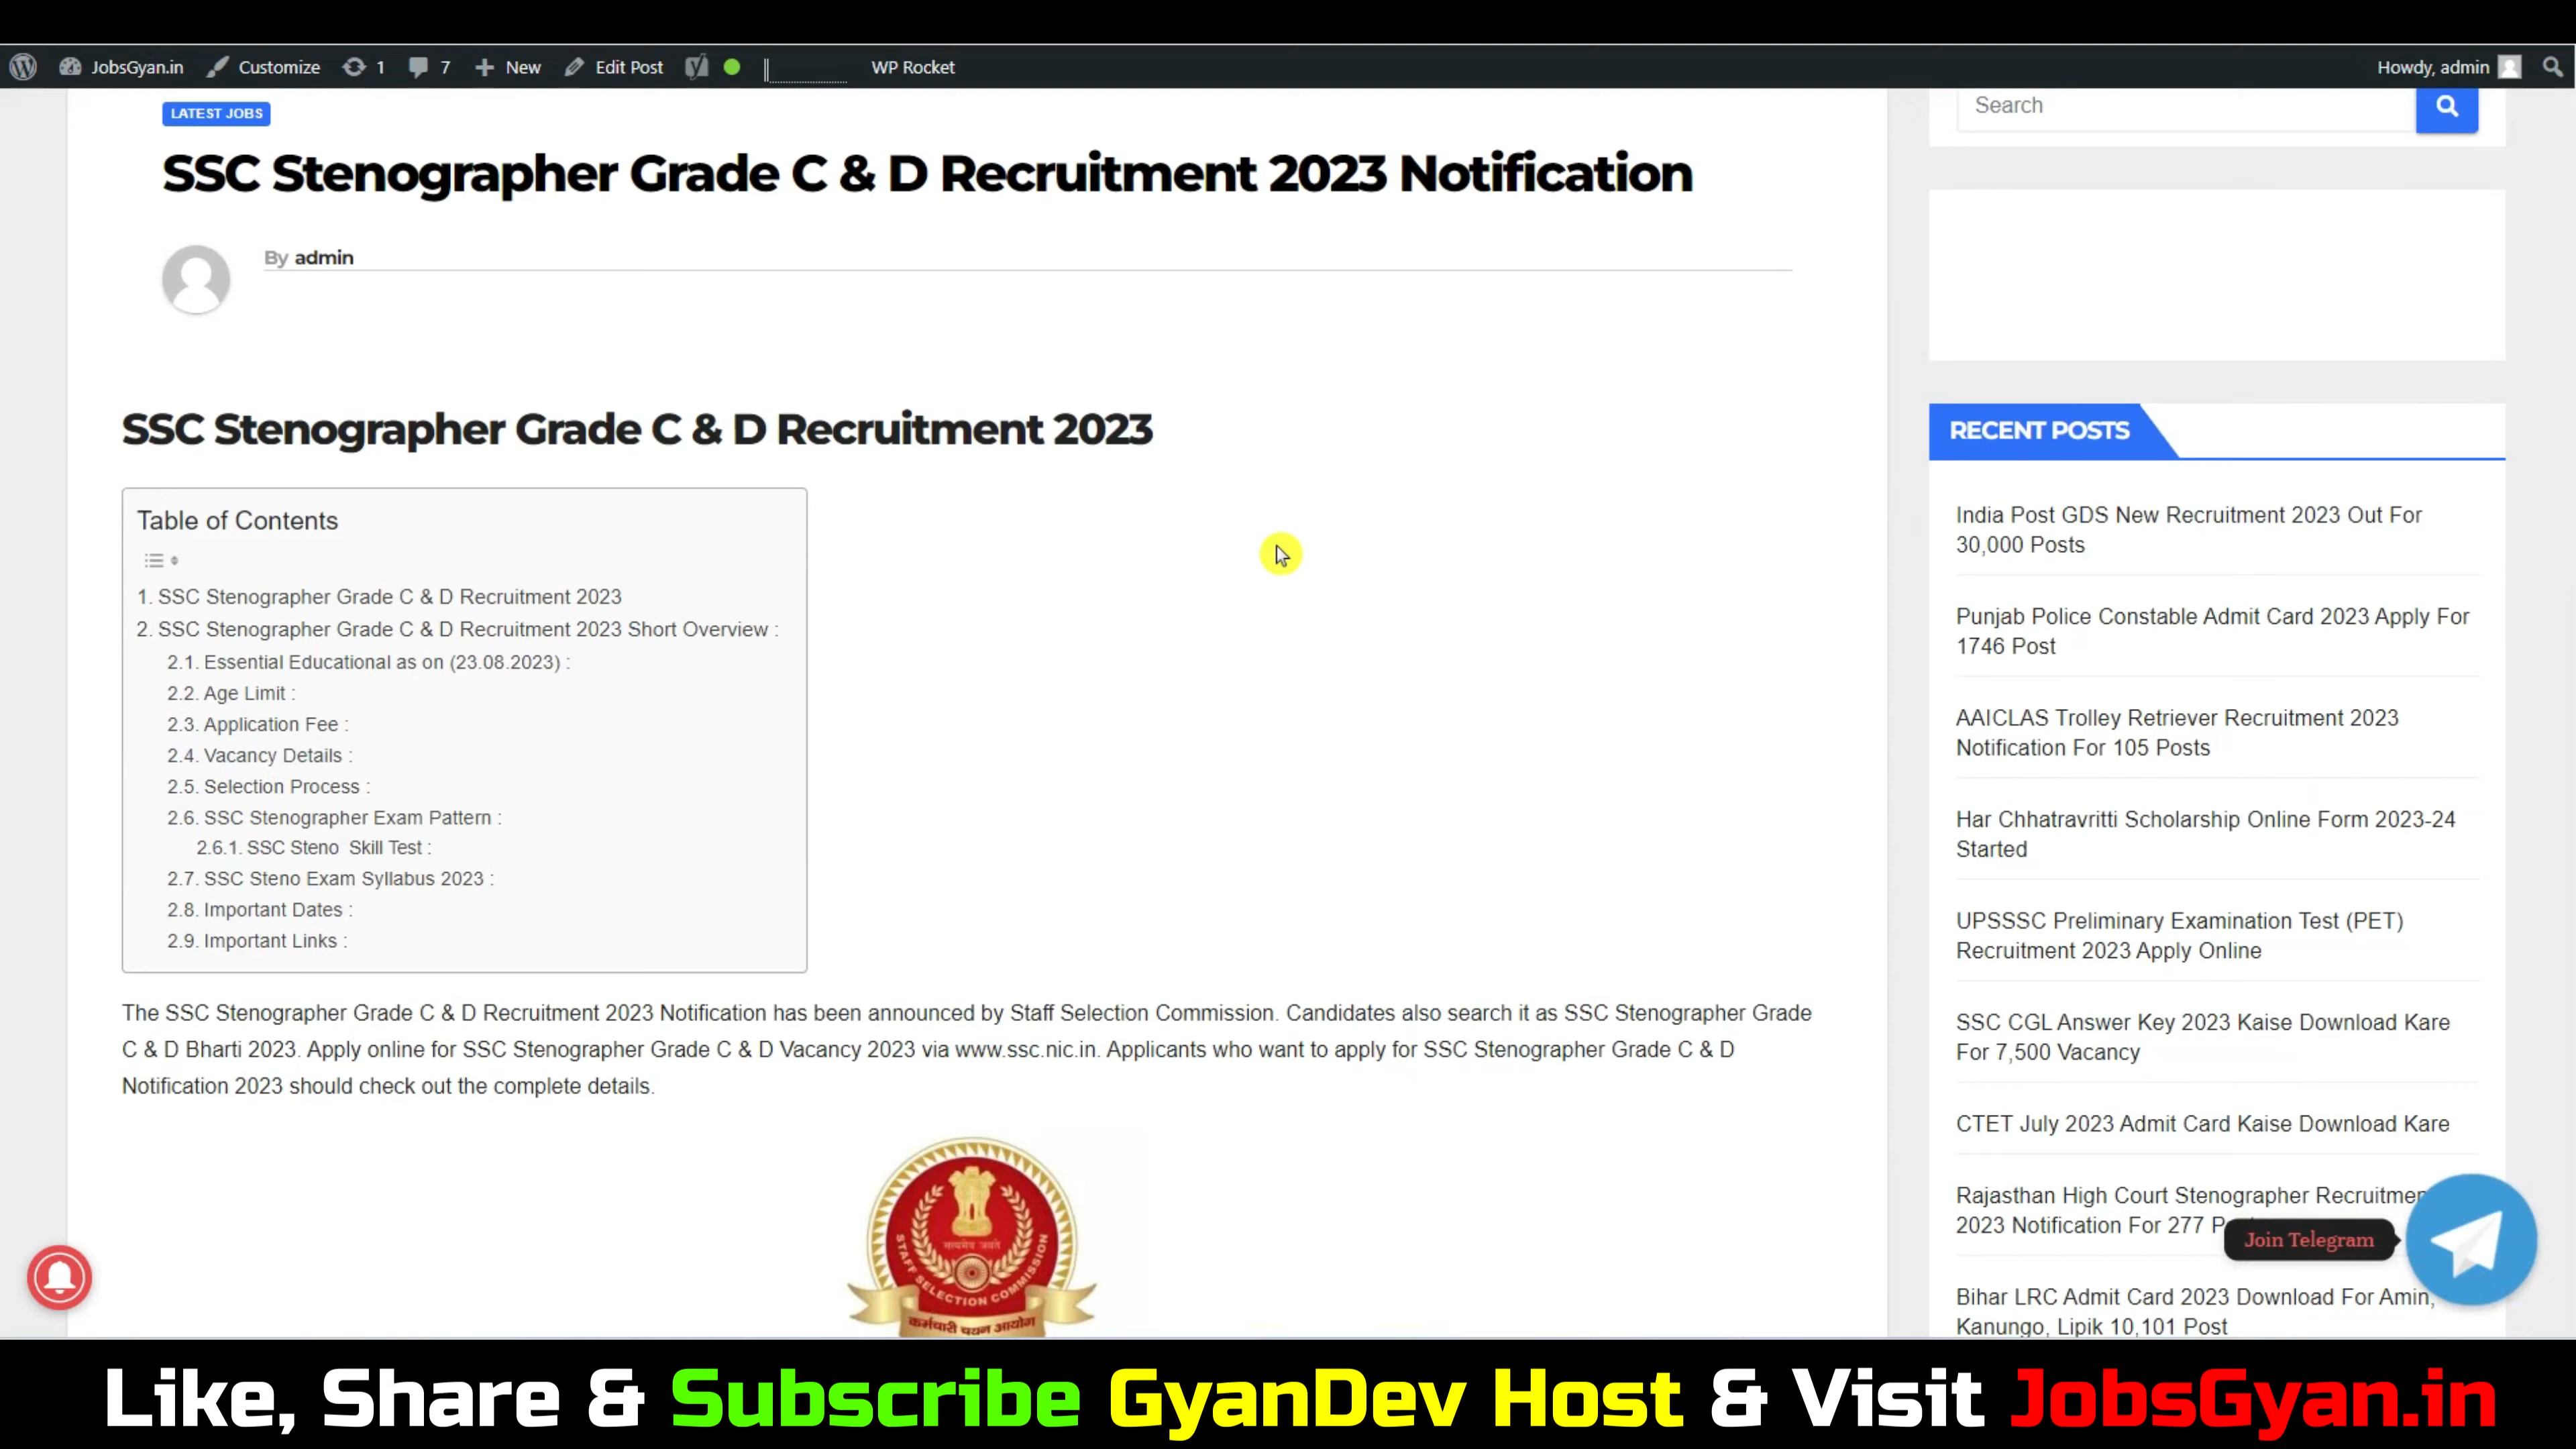 JobsGyan.in Customize 1 7 New Edit Post WP Rocket Howdy, admin
LATEST JOBS
SSC Stenographer Grade C & D Recruitment 2023 Notification
By admin
SSC Stenographer Grade C & D Recruitment 2023
Table of Contents
1. SSC Stenographer Grade C & D Recruitment 2023
2. SSC Stenographer Grade C & D Recruitment 2023 Short Overview :
2.1. Essential Educational as on (23.08.2023) :
2.2. Age Limit :
2.3. Application Fee :
2.4. Vacancy Details :
2.5. Selection Process :
2.6. SSC Stenographer Exam Pattern :
2.6.1. SSC Steno Skill Test :
2.7. SSC Steno Exam Syllabus 2023 :
2.8. Important Dates :
2.9. Important Links :
The SSC Stenographer Grade C & D Recruitment 2023 Notification has been announced by Staff Selection Commission. Candidates also search it as SSC Stenographer Grade
C & D Bharti 2023. Apply online for SSC Stenographer Grade C & D Vacancy 2023 via www.ssc.nic.in. Applicants who want to apply for SSC Stenographer Grade C & D
Notification 2023 should check out the complete details.
सत्यमेव जयते
STAFF SELECTION COMMISSION
कर्मचारी चयन आयोग
Search
RECENT POSTS
India Post GDS New Recruitment 2023 Out For
30,000 Posts
Punjab Police Constable Admit Card 2023 Apply For
1746 Post
AAICLAS Trolley Retriever Recruitment 2023
Notification For 105 Posts
Har Chhatravritti Scholarship Online Form 2023-24
Started
UPSSSC Preliminary Examination Test (PET)
Recruitment 2023 Apply Online
SSC CGL Answer Key 2023 Kaise Download Kare
For 7,500 Vacancy
CTET July 2023 Admit Card Kaise Download Kare
Rajasthan High Court Stenographer
2023 Notification For 277
Join Telegram
Bihar LRC Admit Card 2023 Download For Amin,
Kanungo, Lipik 10,101 Post
Like, Share & Subscribe GyanDev Host & Visit JobsGyan.in